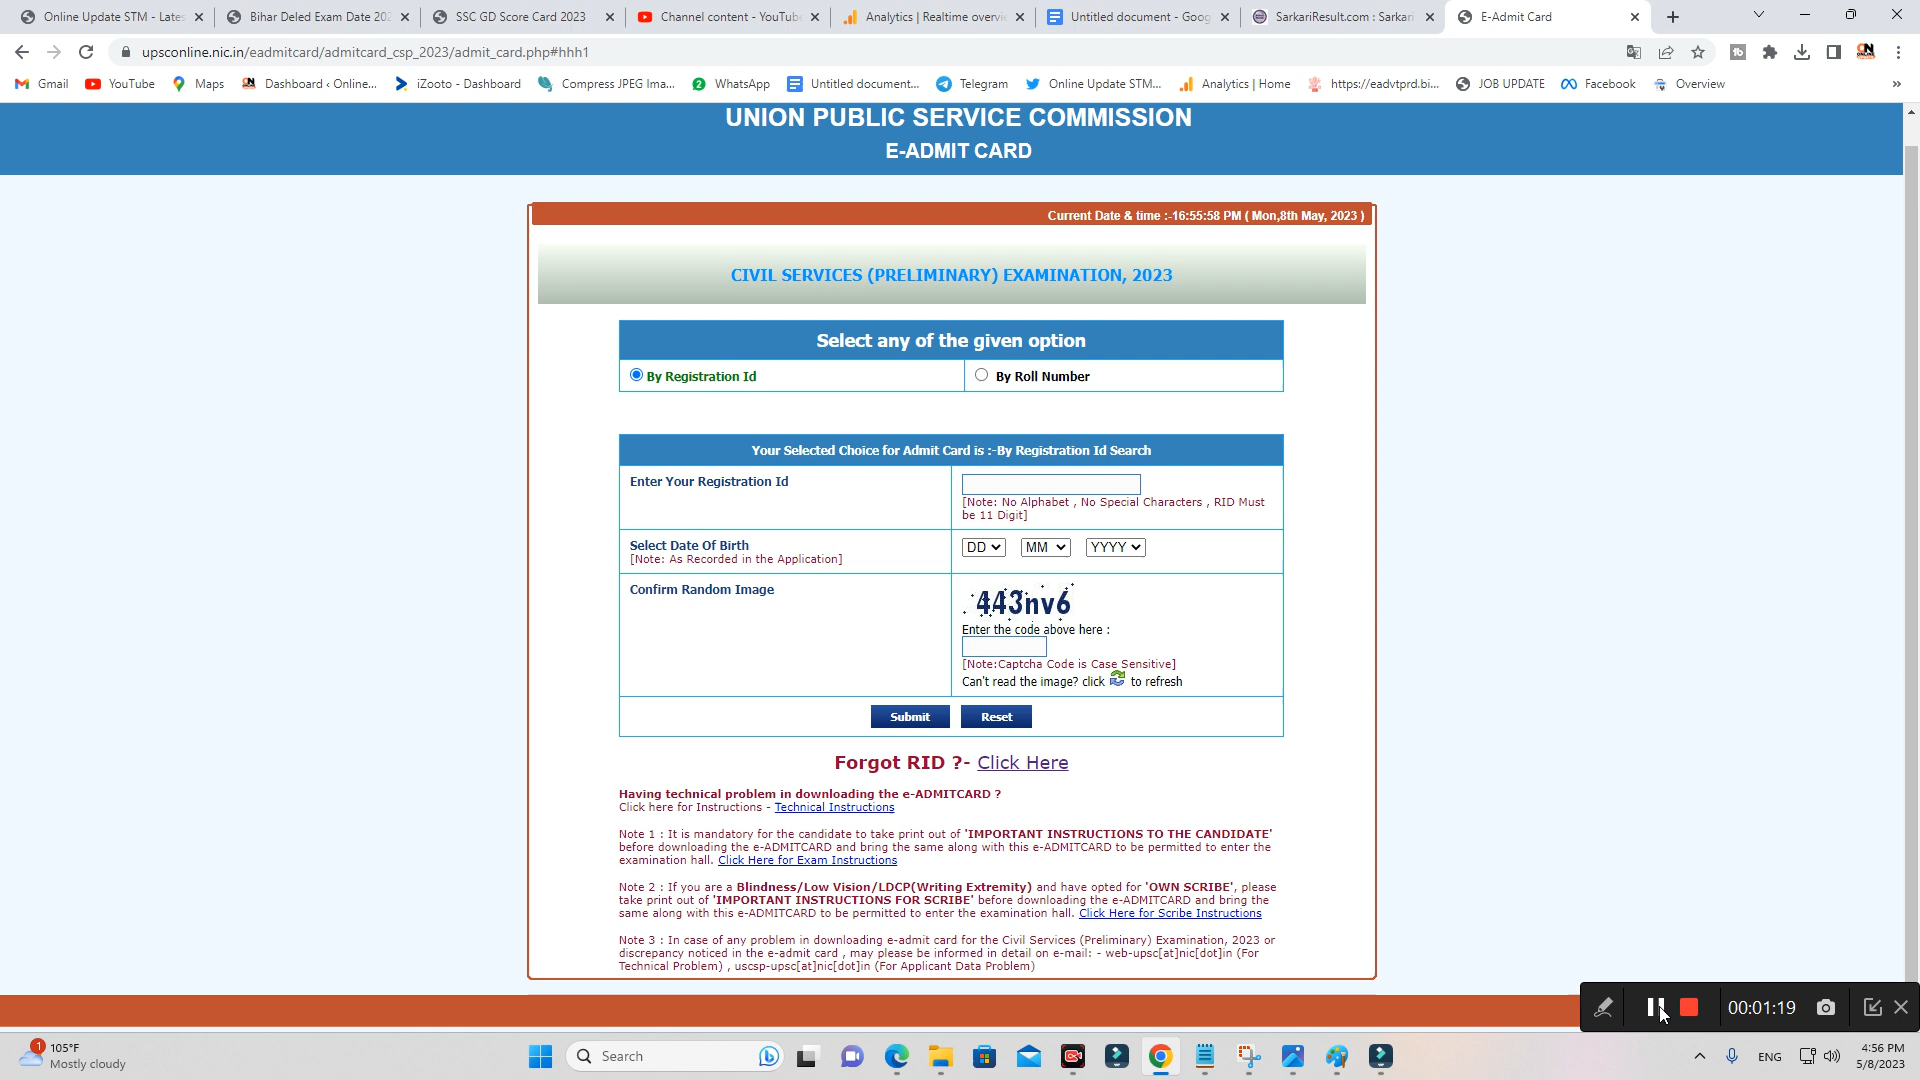 Online Update STM - Lates
Bihar Deled Exam Date 202
SSC GD Score Card 2023
Channel content - YouTube
Analytics | Realtime overvie
Untitled document - Goog
SarkariResult.com : Sarkari
E-Admit Card
upsconline.nic.in/eadmitcard/admitcard_csp_2023/admit_card.php#hhh1
Gmail
YouTube
Maps
Dashboard ‹ Online...
iZooto - Dashboard
Compress JPEG Ima...
2
WhatsApp
Untitled document...
Telegram
Online Update STM...
Analytics | Home
https://eadvtprd.bi...
JOB UPDATE
Facebook
Overview
»
UNION PUBLIC SERVICE COMMISSION
E-ADMIT CARD
Current Date & time :-16:55:58 PM ( Mon,8th May, 2023 )
CIVIL SERVICES (PRELIMINARY) EXAMINATION, 2023
Select any of the given option
By Registration Id
By Roll Number
Your Selected Choice for Admit Card is :-By Registration Id Search
Enter Your Registration Id
[Note: No Alphabet , No Special Characters , RID Must
be 11 Digit]
Select Date Of Birth
[Note: As Recorded in the Application]
DD MM YYYY
Confirm Random Image
443nv6
Enter the code above here :
[Note:Captcha Code is Case Sensitive]
Can't read the image? click to refresh
Submit Reset
Forgot RID ?- Click Here
Having technical problem in downloading the e-ADMITCARD ?
Click here for Instructions - Technical Instructions
Note 1 : It is mandatory for the candidate to take print out of 'IMPORTANT INSTRUCTIONS TO THE CANDIDATE'
before downloading the e-ADMITCARD and bring the same along with this e-ADMITCARD to be permitted to enter the
examination hall. Click Here for Exam Instructions
Note 2 : If you are a Blindness/Low Vision/LDCP(Writing Extremity) and have opted for 'OWN SCRIBE', please
take print out of 'IMPORTANT INSTRUCTIONS FOR SCRIBE' before downloading the e-ADMITCARD and bring the
same along with this e-ADMITCARD to be permitted to enter the examination hall. Click Here for Scribe Instructions
Note 3 : In case of any problem in downloading e-admit card for the Civil Services (Preliminary) Examination, 2023 or
discrepancy noticed in the e-admit card , may please be informed in detail on e-mail: - web-upsc[at]nic[dot]in (For
Technical Problem) , uscsp-upsc[at]nic[dot]in (For Applicant Data Problem)
00:01:19
1
105°F
Mostly cloudy
Search
ENG
4:56 PM
5/8/2023